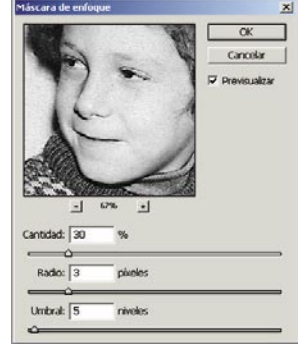 Máscara de enfoque
OK
Cancelar
Previsualizar
- 67% +
Cantidad: 30 %
Radio: 3 píxeles
Umbral: 5 niveles